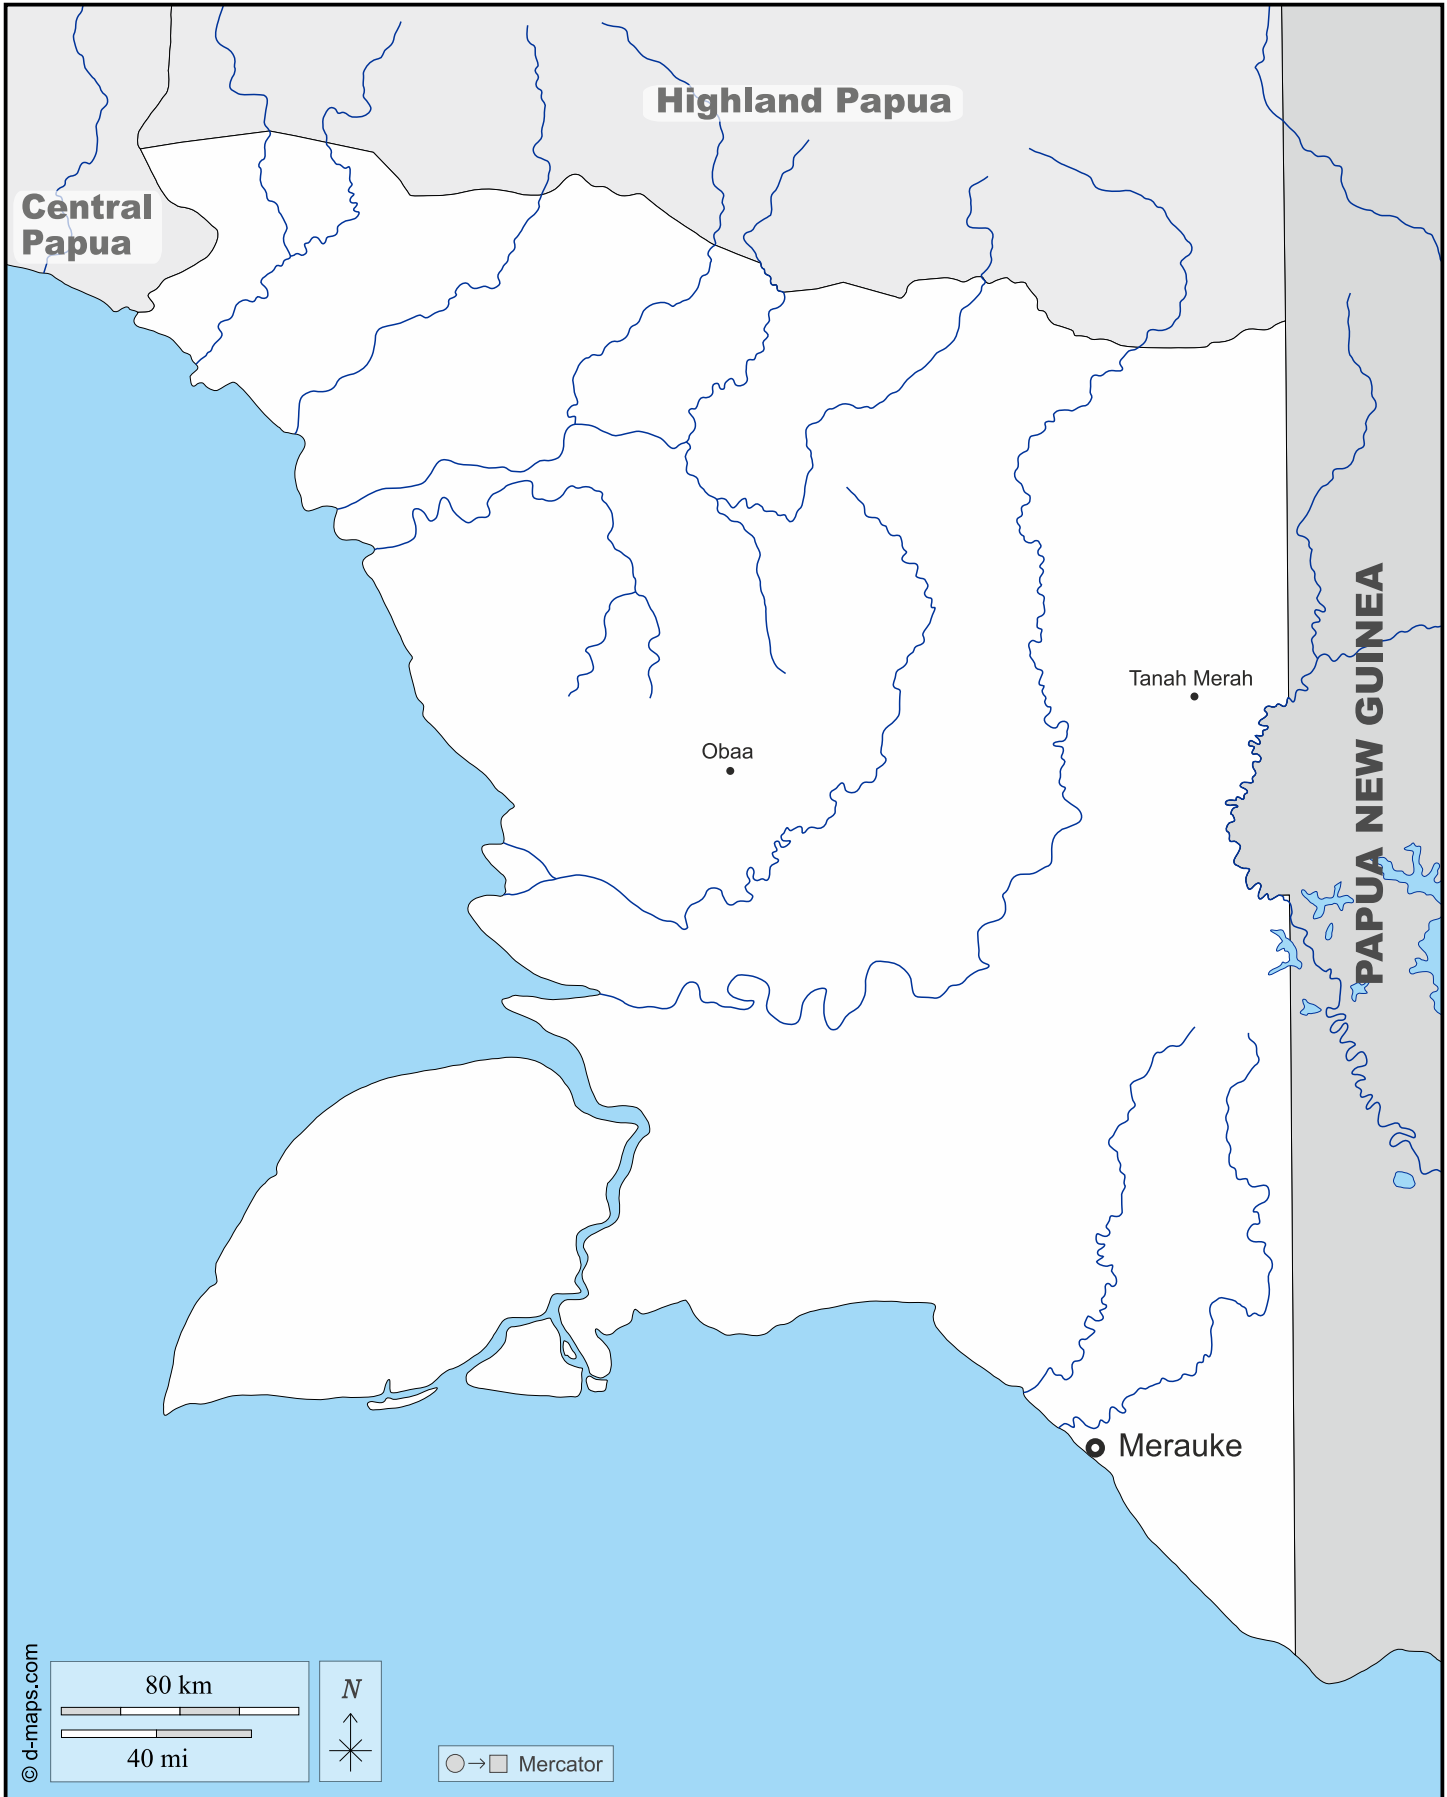 Highland Papua
Central
Papua
PAPUA NEW GUINEA
Tanah Merah
Obaa
Merauke
© d-maps.com
80 km
40 mi
N
Mercator